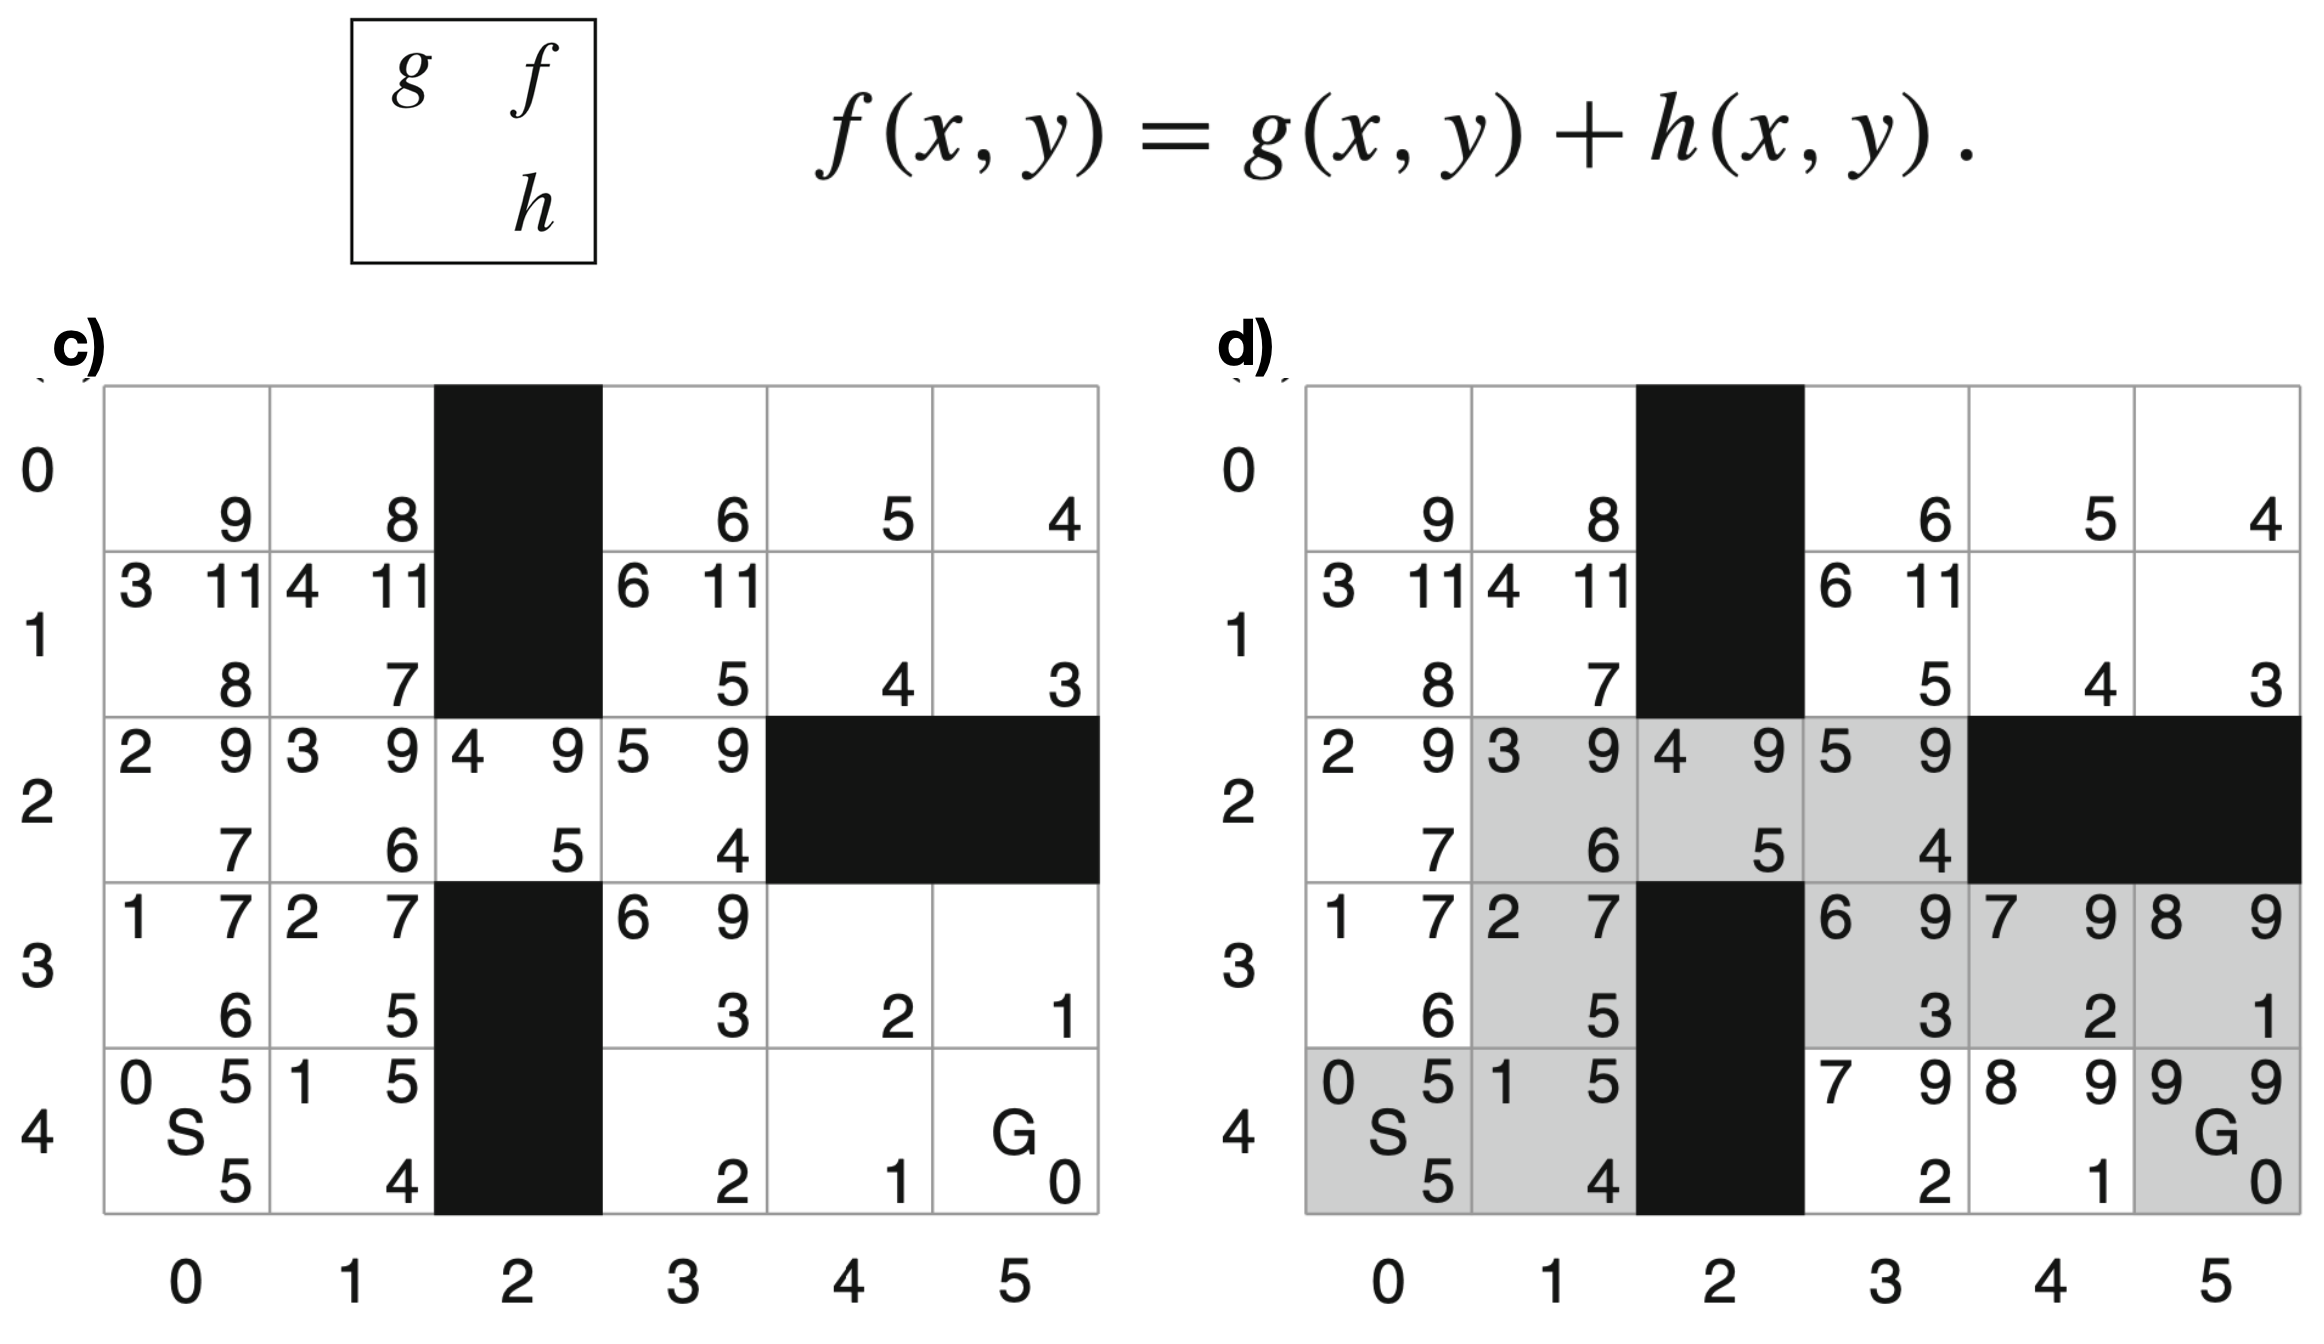 g f
h
f(x, y) = g(x, y) + h(x, y) .
c)
0
9 8 6 5 4
3 11 4 11 6 11
1
8 7 5 4 3
2 9 3 9 4 9 5 9
2
7 6 5 4
1 7 2 7 6 9
3
6 5 3 2 1
0 5 1 5
4 S G
5 4 2 1 0
0 1 2 3 4 5
d)
0
9 8 6 5 4
3 11 4 11 6 11
1
8 7 5 4 3
2 9 3 9 4 9 5 9
2
7 6 5 4
1 7 2 7 6 9 7 9 8 9
3
6 5 3 2 1
0 5 1 5 7 9 8 9 9 9
4 S G
5 4 2 1 0
0 1 2 3 4 5